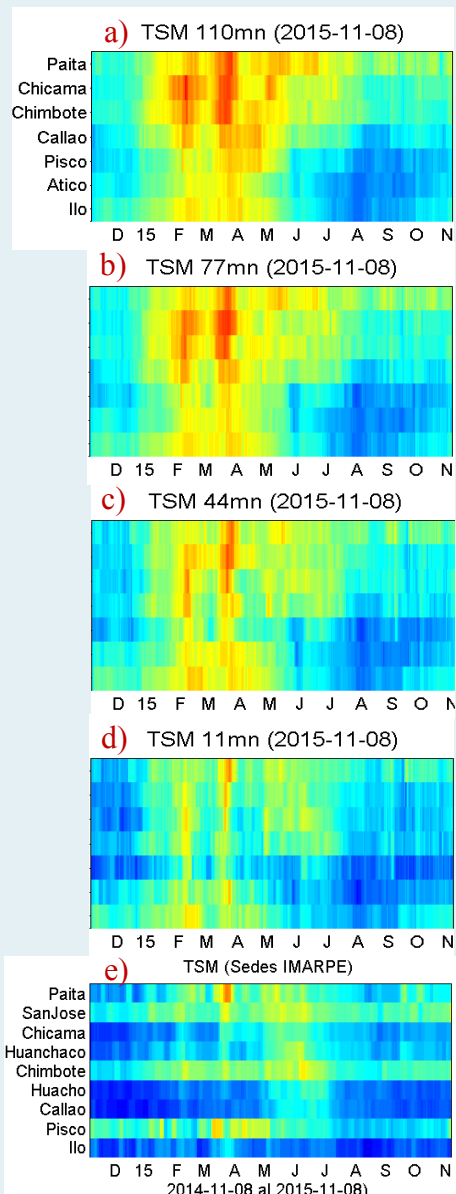 a) TSM 110mn (2015-11-08)
Paita
Chicama
Chimbote
Callao
Pisco
Atico
Ilo
D 15 F M A M J J A S O N
b) TSM 77mn (2015-11-08)
D 15 F M A M J J A S O N
c) TSM 44mn (2015-11-08)
D 15 F M A M J J A S O N
d) TSM 11mn (2015-11-08)
D 15 F M A M J J A S O N
e) TSM (Sedes IMARPE)
Paita
SanJose
Chicama
Huanchaco
Chimbote
Huacho
Callao
Pisco
Ilo
D 15 F M A M J J A S O N
2014-11-08 al 2015-11-08)